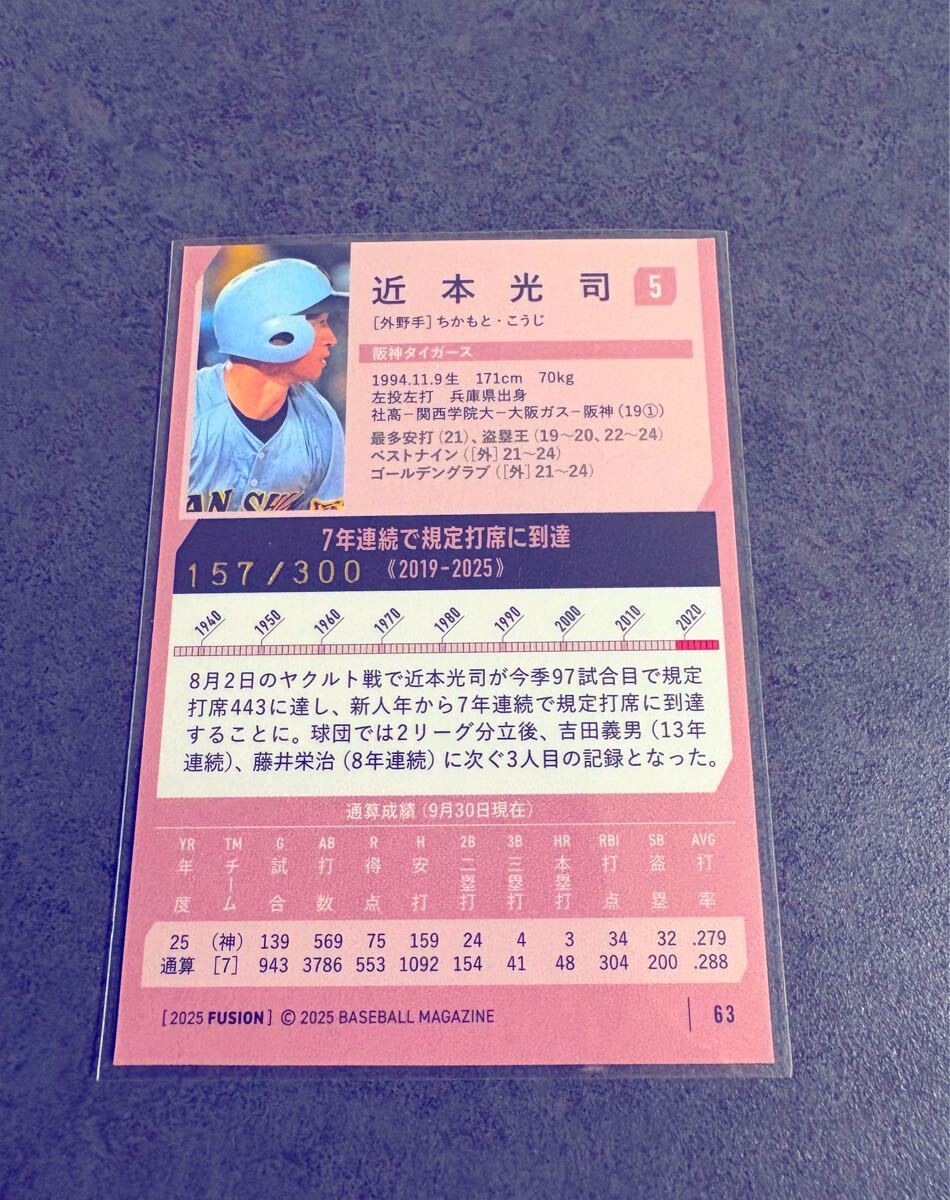 近本光司 5
[外野手]ちかもと・こうじ
阪神タイガース
1994.11.9生 171cm 70kg
左投左打 兵庫県出身
社高−関西学院大−大阪ガス−阪神(19①)
最多安打(21)、盗塁王(19〜20、22〜24)
ベストナイン([外]21〜24)
ゴールデングラブ([外]21〜24)
7年連続で規定打席に到達
157/300 《2019-2025》
1940 1950 1960 1970 1980 1990 2000 2010 2020
8月2日のヤクルト戦で近本光司が今季97試合目で規定
打席443に達し、新人年から7年連続で規定打席に到達
することに。球団では2リーグ分立後、吉田義男(13年
連続)、藤井栄治(8年連続)に次ぐ3人目の記録となった。
通算成績(9月30日現在)
YR TM G AB R H 2B 3B HR RBI SB AVG
年度 チーム 試合 打数 得点 安打 二塁打 三塁打 本塁打 打点 盗塁 打率
25 (神) 139 569 75 159 24 4 3 34 32 .279
通算 [7] 943 3786 553 1092 154 41 48 304 200 .288
[2025 FUSION] © 2025 BASEBALL MAGAZINE 63